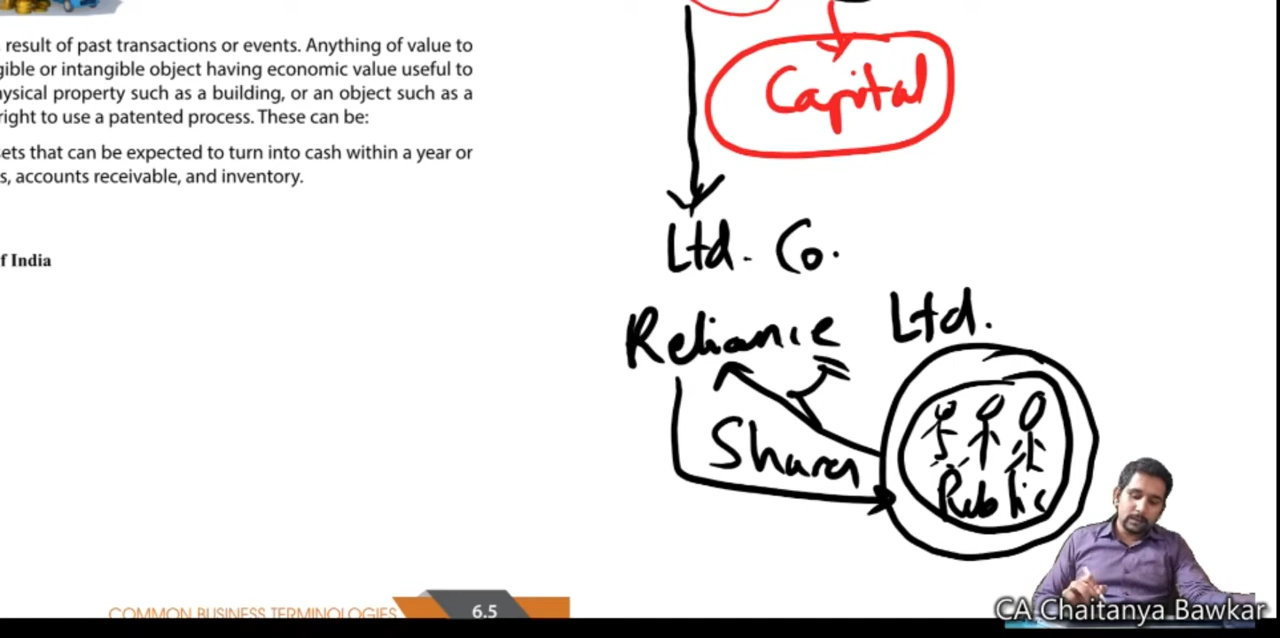 result of past transactions or events. Anything of value to
gible or intangible object having economic value useful to
ysical property such as a building, or an object such as a
right to use a patented process. These can be:
ets that can be expected to turn into cash within a year or
s, accounts receivable, and inventory.
f India
Capital
Ltd. Co.
Reliance Ltd.
Shares
Public
COMMON BUSINESS TERMINOLOGIES 6.5
CA Chaitanya Bawkar